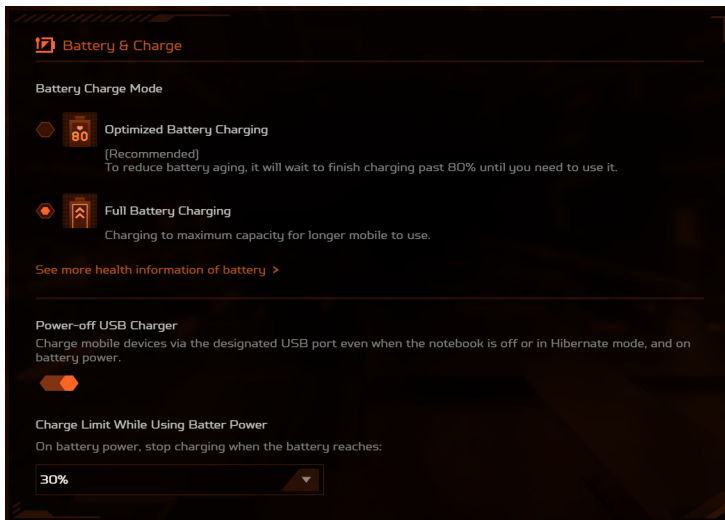 Battery & Charge
Battery Charge Mode
80
Optimized Battery Charging
(Recommended)
To reduce battery aging, it will wait to finish charging past 80% until you need to use it.
Full Battery Charging
Charging to maximum capacity for longer mobile to use.
See more health information of battery >
Power-off USB Charger
Charge mobile devices via the designated USB port even when the notebook is off or in Hibernate mode, and on
battery power.
Charge Limit While Using Batter Power
On battery power, stop charging when the battery reaches:
30%